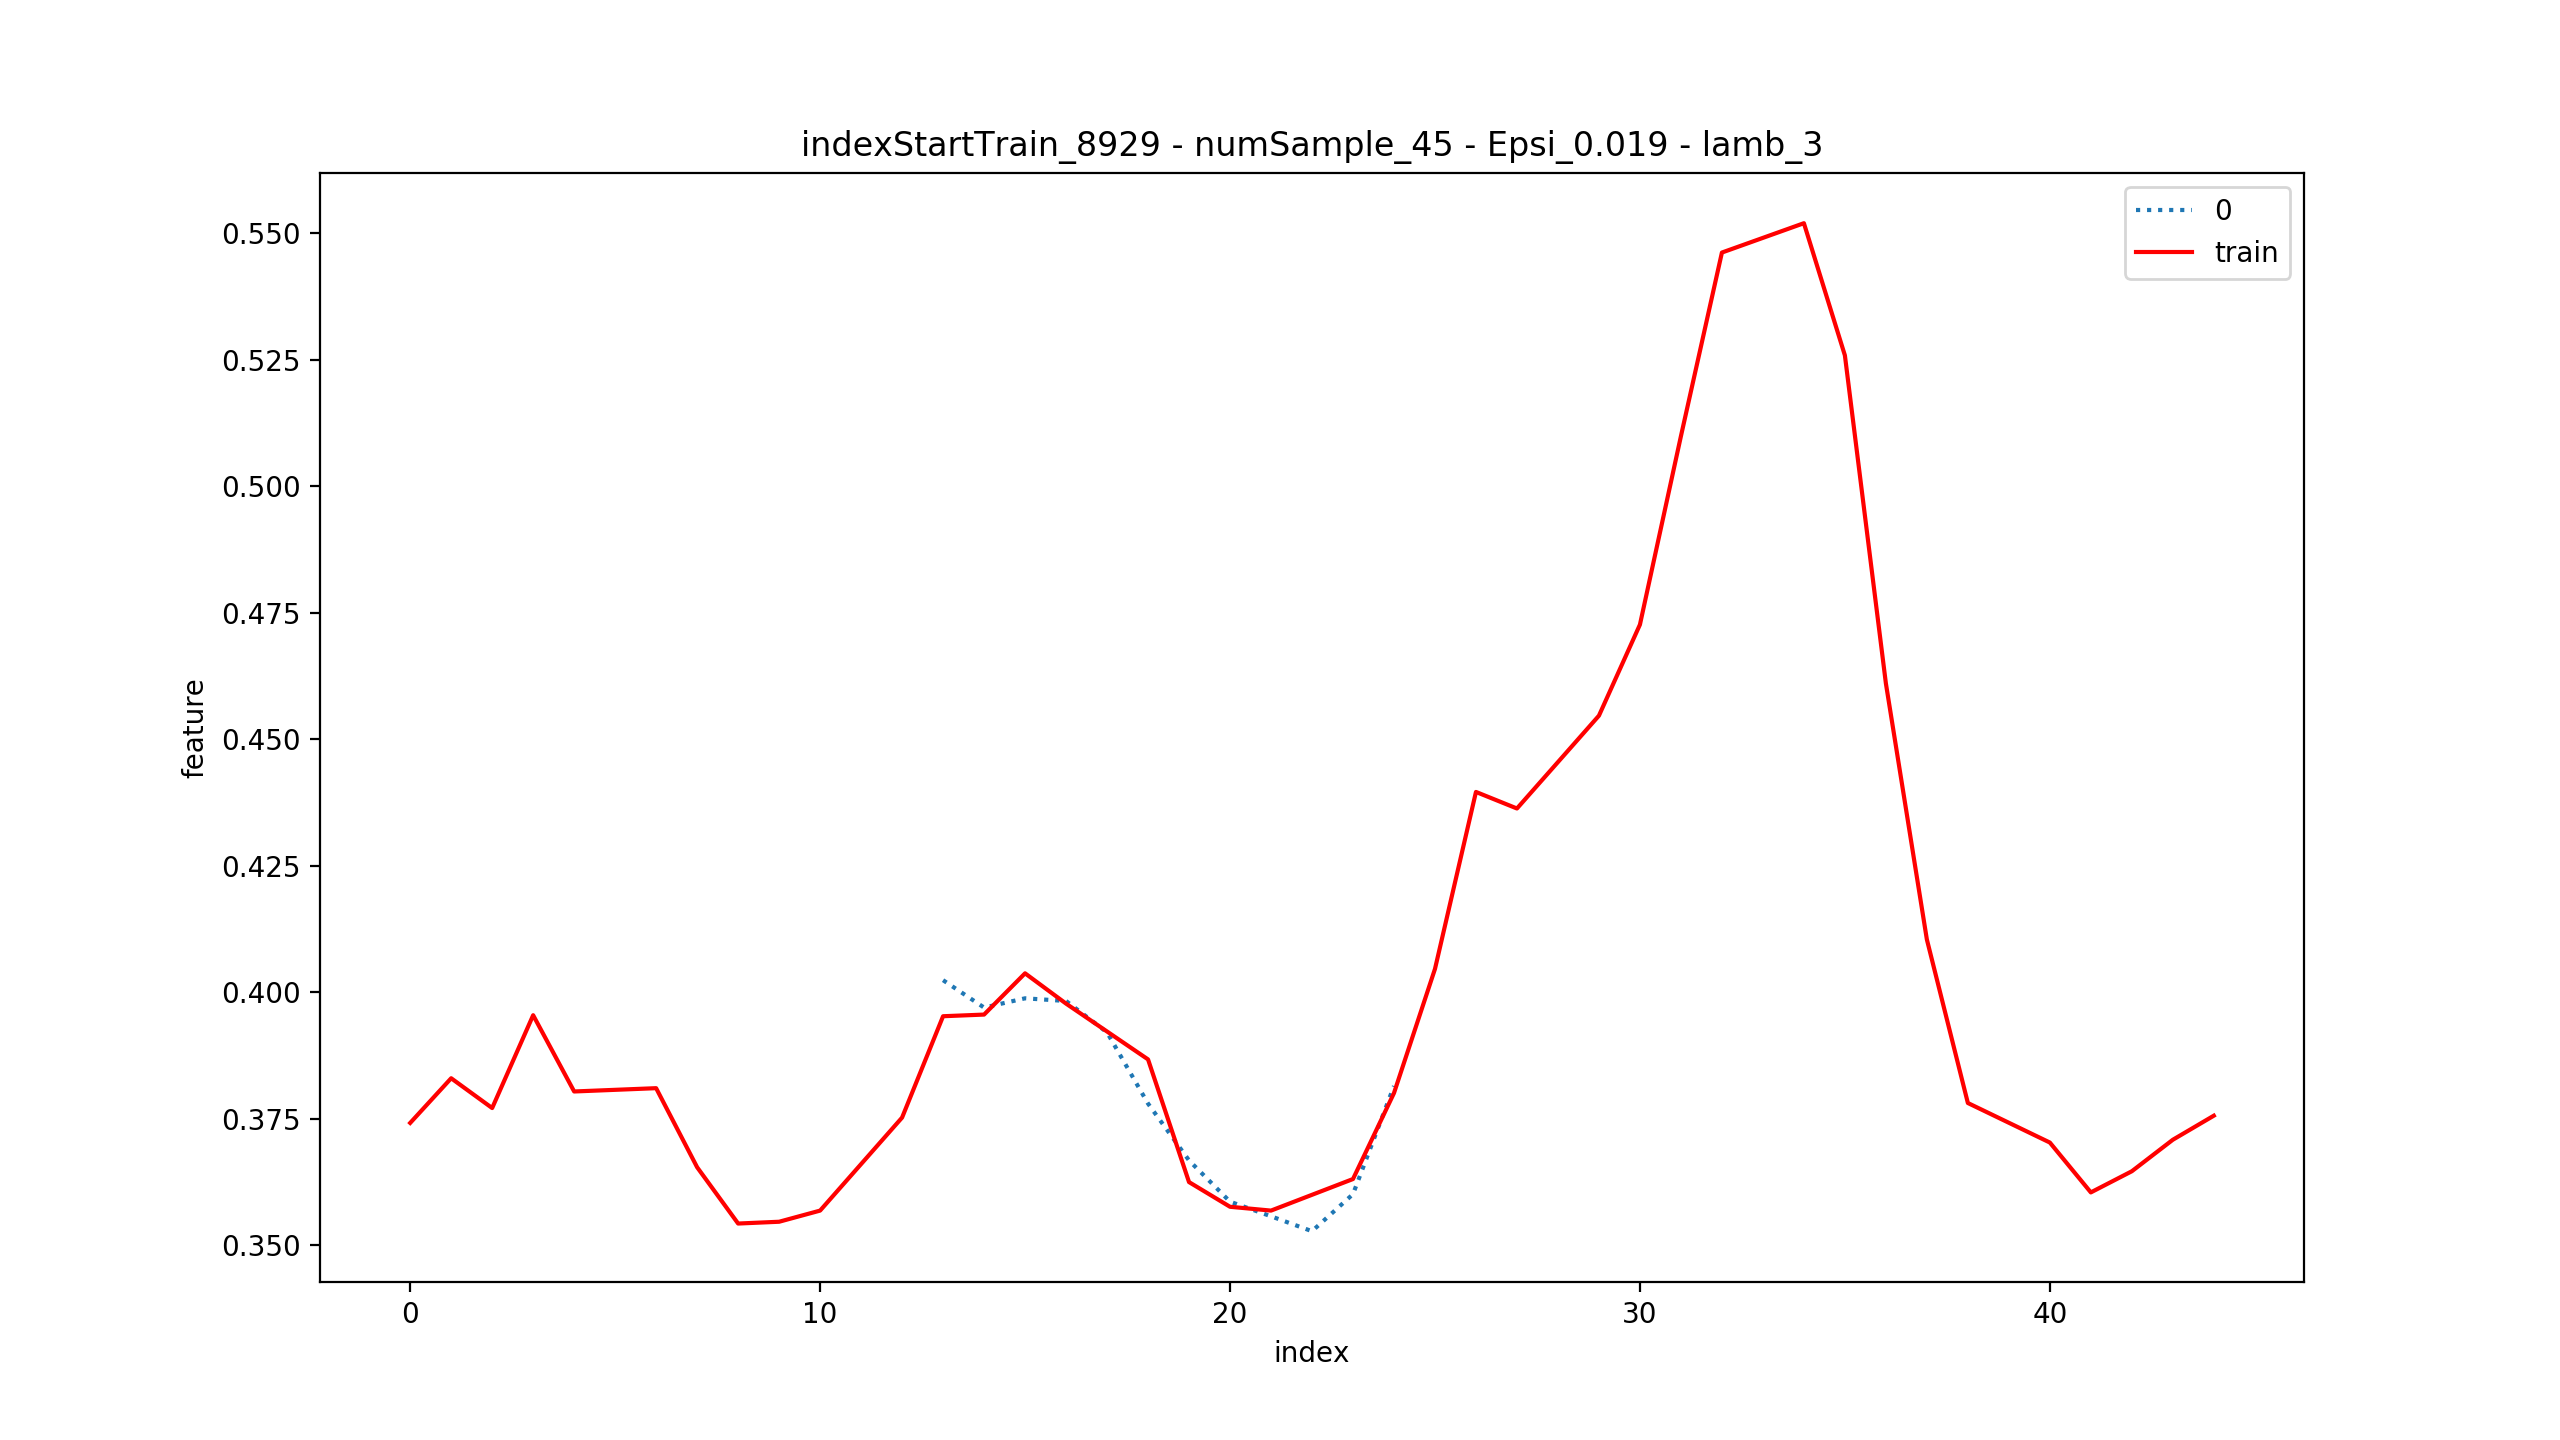 indexStartTrain_8929 - numSample_45 - Epsi_0.019 - lamb_3
0
train
0.550
0.525
0.500
0.475
0.450
0.425
0.400
0.375
0.350
feature
0 10 20 30 40
index